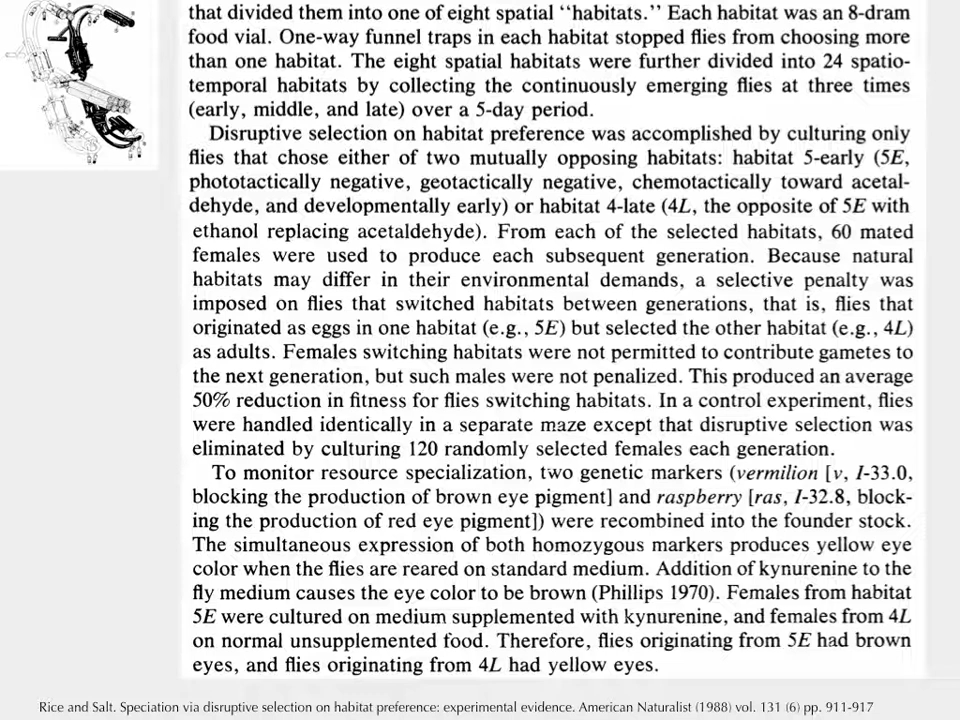 that divided them into one of eight spatial ‘‘habitats.’’ Each habitat was an 8-dram
food vial. One-way funnel traps in each habitat stopped flies from choosing more
than one habitat. The eight spatial habitats were further divided into 24 spatio-
temporal habitats by collecting the continuously emerging flies at three times
(early, middle, and late) over a 5-day period.
Disruptive selection on habitat preference was accomplished by culturing only
flies that chose either of two mutually opposing habitats: habitat 5-early (5E,
phototactically negative, geotactically negative, chemotactically toward acetal-
dehyde, and developmentally early) or habitat 4-late (4L, the opposite of 5E with
ethanol replacing acetaldehyde). From each of the selected habitats, 60 mated
females were used to produce each subsequent generation. Because natural
habitats may differ in their environmental demands, a selective penalty was
imposed on flies that switched habitats between generations, that is, flies that
originated as eggs in one habitat (e.g., 5E) but selected the other habitat (e.g., 4L)
as adults. Females switching habitats were not permitted to contribute gametes to
the next generation, but such males were not penalized. This produced an average
50% reduction in fitness for flies switching habitats. In a control experiment, flies
were handled identically in a separate maze except that disruptive selection was
eliminated by culturing 120 randomly selected females each generation.
To monitor resource specialization, two genetic markers (vermilion [v, I-33.0,
blocking the production of brown eye pigment] and raspberry [ras, I-32.8, block-
ing the production of red eye pigment]) were recombined into the founder stock.
The simultaneous expression of both homozygous markers produces yellow eye
color when the flies are reared on standard medium. Addition of kynurenine to the
fly medium causes the eye color to be brown (Phillips 1970). Females from habitat
5E were cultured on medium supplemented with kynurenine, and females from 4L
on normal unsupplemented food. Therefore, flies originating from 5E had brown
eyes, and flies originating from 4L had yellow eyes.
Rice and Salt. Speciation via disruptive selection on habitat preference: experimental evidence. American Naturalist (1988) vol. 131 (6) pp. 911-917